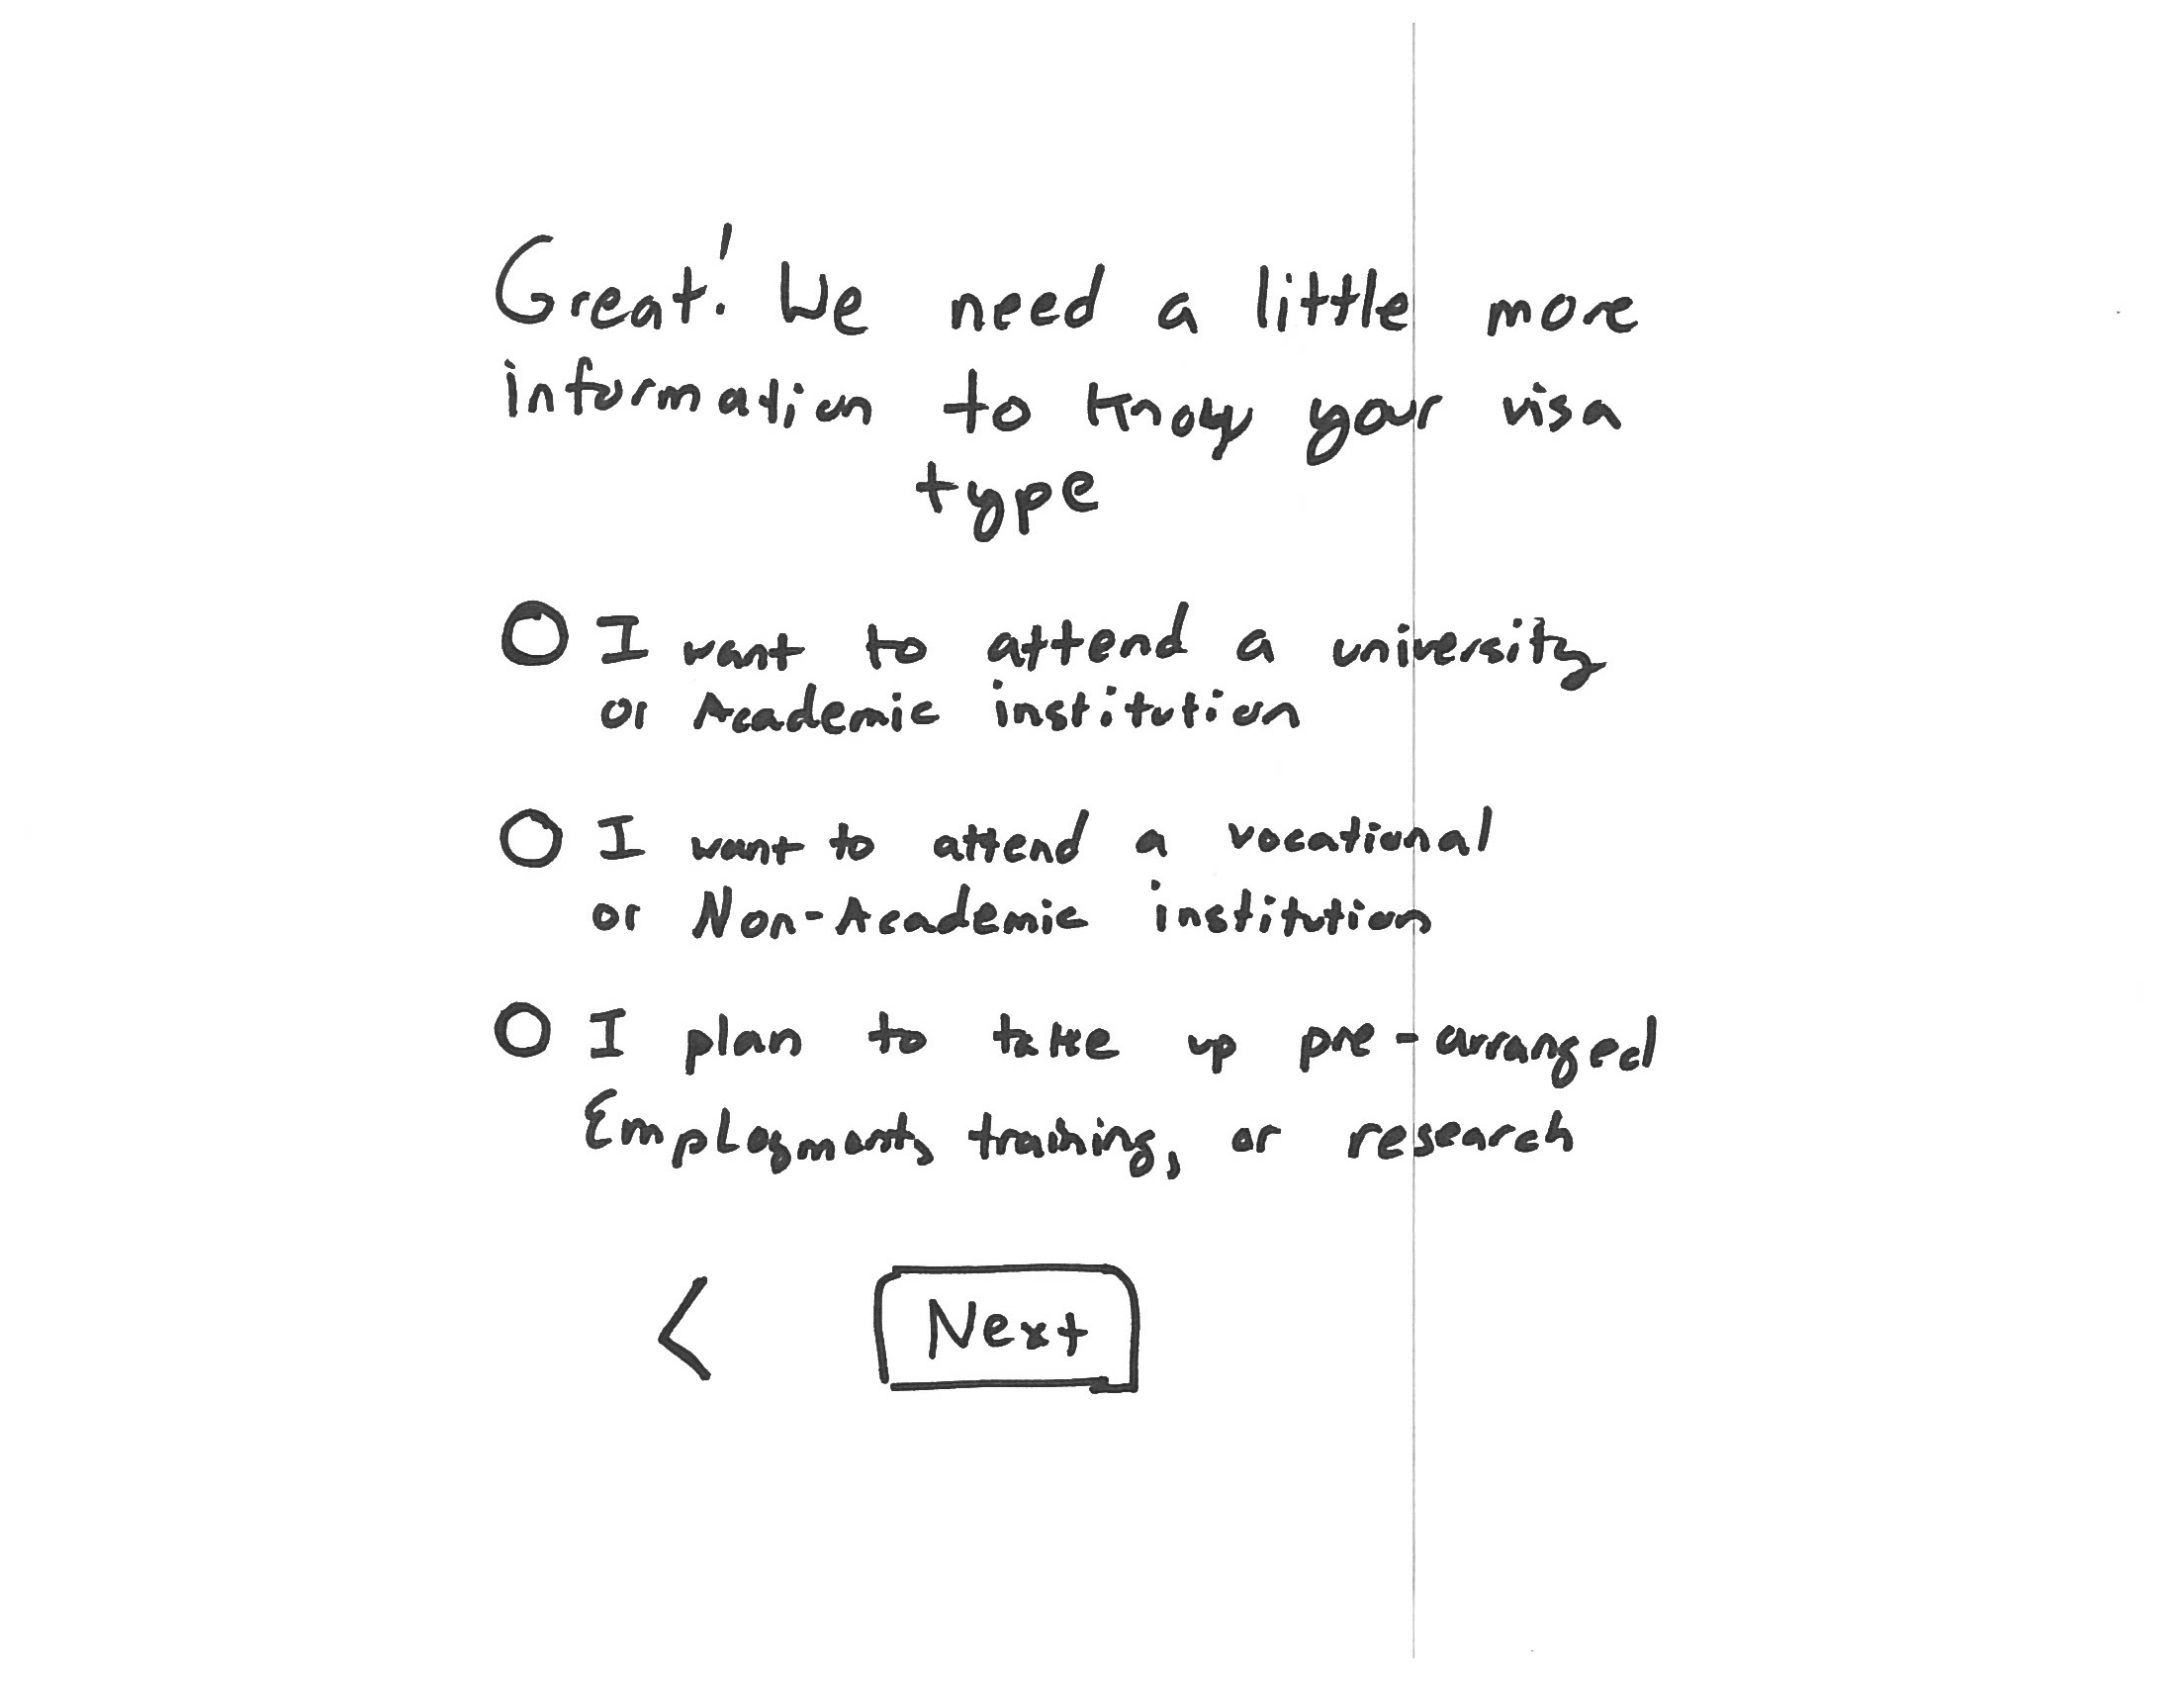 Great! We need a little more
information to know your visa
type
I want to attend a university
or Academic institution
I want to attend a vocational
or Non-Academic institution
I plan to take up pre-arranged
Employment, training, or research
< Next